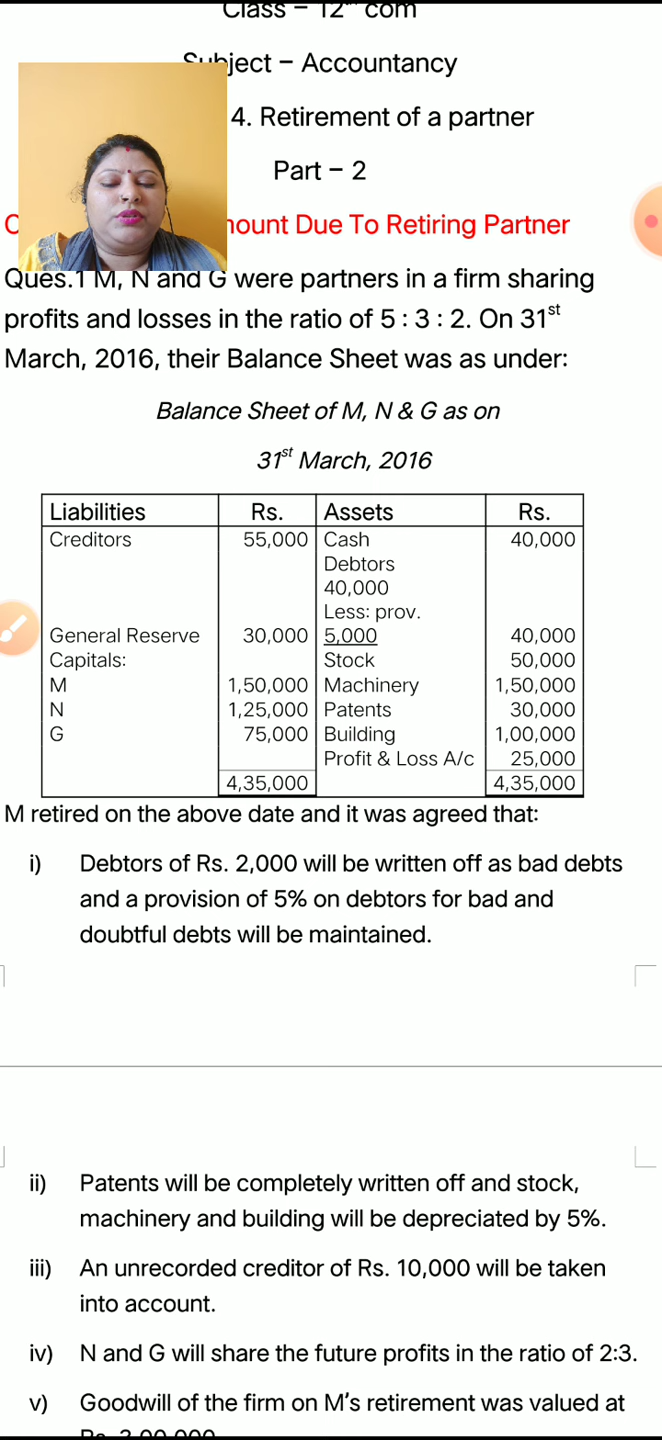 Class – 12th com
Subject – Accountancy
4. Retirement of a partner
Part – 2
Due To Retiring Partner
Ques.1 M, N and G were partners in a firm sharing
profits and losses in the ratio of 5 : 3 : 2. On 31st
March, 2016, their Balance Sheet was as under:
Balance Sheet of M, N & G as on
31st March, 2016
Liabilities Rs. Assets Rs.
Creditors 55,000 Cash 40,000
Debtors
40,000
Less: prov.
General Reserve 30,000 5,000 40,000
Capitals: Stock 50,000
M 1,50,000 Machinery 1,50,000
N 1,25,000 Patents 30,000
G 75,000 Building 1,00,000
Profit & Loss A/c 25,000
4,35,000 4,35,000
M retired on the above date and it was agreed that:
i) Debtors of Rs. 2,000 will be written off as bad debts
and a provision of 5% on debtors for bad and
doubtful debts will be maintained.
ii) Patents will be completely written off and stock,
machinery and building will be depreciated by 5%.
iii) An unrecorded creditor of Rs. 10,000 will be taken
into account.
iv) N and G will share the future profits in the ratio of 2:3.
v) Goodwill of the firm on M's retirement was valued at
Rs. 3,00,000